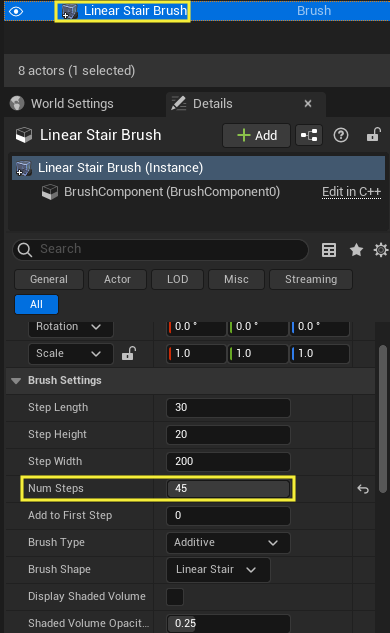 Linear Stair Brush Brush
8 actors (1 selected)
World Settings Details
Linear Stair Brush Add
Linear Stair Brush (Instance)
BrushComponent (BrushComponent0) Edit in C++
Search
General Actor LOD Misc Streaming
All
Rotation 0.0 ° 0.0 ° 0.0 °
Scale 1.0 1.0 1.0
Brush Settings
Step Length 30
Step Height 20
Step Width 200
Num Steps 45
Add to First Step 0
Brush Type Additive
Brush Shape Linear Stair
Display Shaded Volume
Shaded Volume Opacit... 0.25